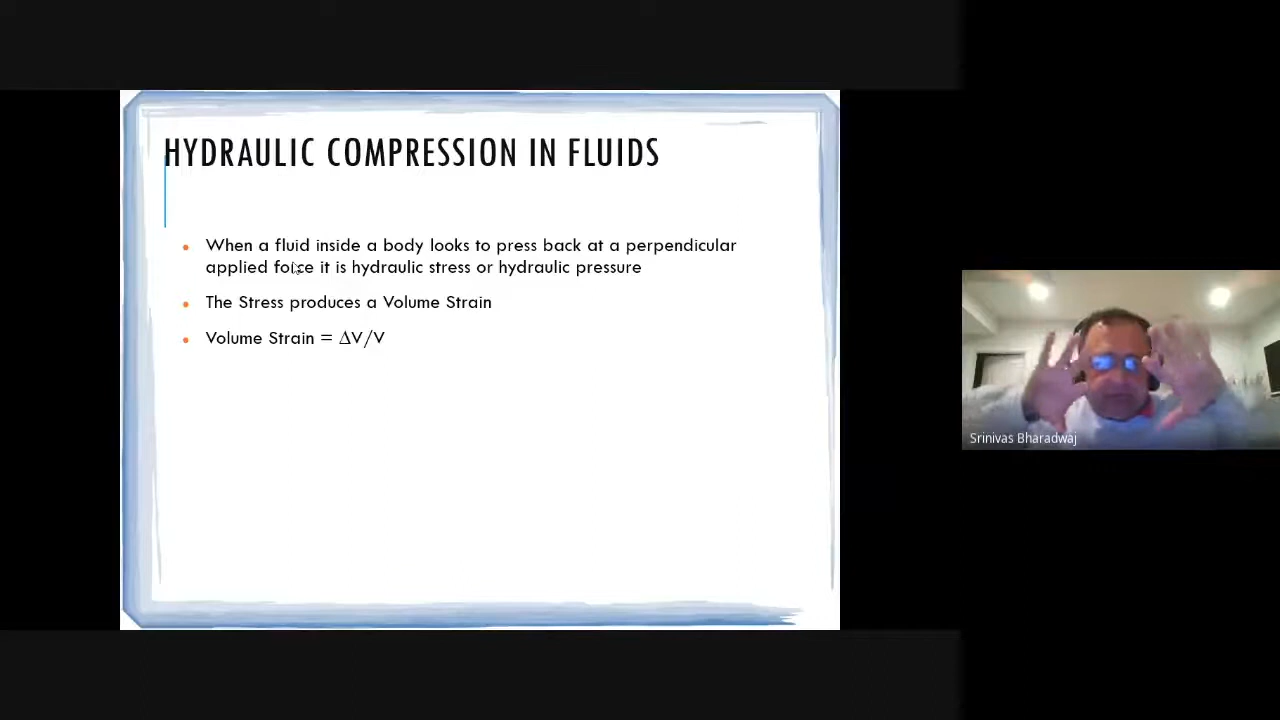 HYDRAULIC COMPRESSION IN FLUIDS
When a fluid inside a body looks to press back at a perpendicular
applied force it is hydraulic stress or hydraulic pressure
The Stress produces a Volume Strain
Volume Strain = ΔV/V
Srinivas Bharadwaj